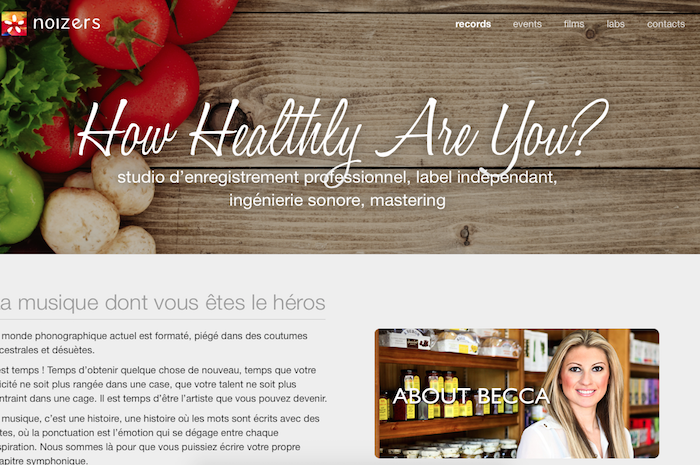 noizers
records events films labs contacts
How Healthly Are You?
studio d'enregistrement professionnel, label indépendant,
ingénierie sonore, mastering
a musique dont vous êtes le héros
monde phonographique actuel est formaté, piégé dans des coutumes
cestrales et désuètes.
est temps ! Temps d'obtenir quelque chose de nouveau, temps que votre
icité ne soit plus rangée dans une case, que votre talent ne soit plus
ntraint dans une cage. Il est temps d'être l'artiste que vous pouvez devenir.
musique, c'est une histoire, une histoire où les mots sont écrits avec des
tes, où la ponctuation est l'émotion qui se dégage entre chaque
spiration. Nous sommes là pour que vous puissiez écrire votre propre
apitre symphonique.
ABOUT BECCA